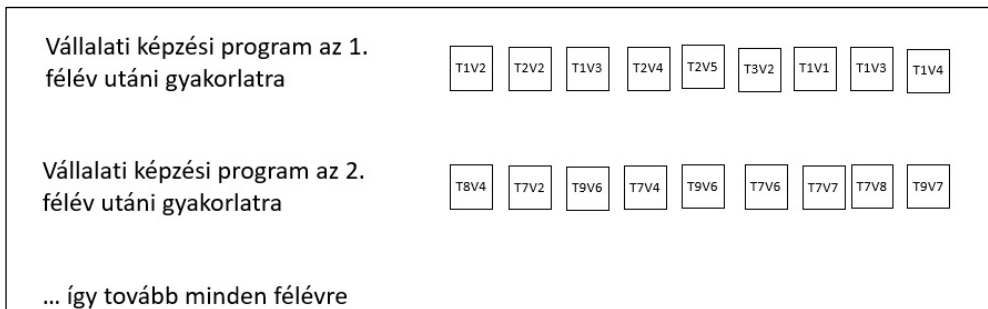 Vállalati képzési program az 1.
félév utáni gyakorlatra
T1V2 T2V2 T1V3 T2V4 T2V5 T3V2 T1V1 T1V3 T1V4
Vállalati képzési program az 2.
félév utáni gyakorlatra
T8V4 T7V2 T9V6 T7V4 T9V6 T7V6 T7V7 T7V8 T9V7
... így tovább minden félévre